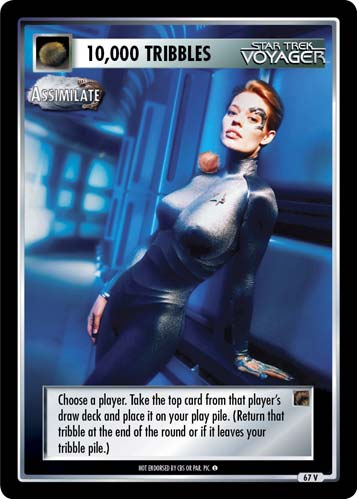 10,000 TRIBBLES
STAR TREK
VOYAGER
ASSIMILATE
Choose a player. Take the top card from that player's
draw deck and place it on your play pile. (Return that
tribble at the end of the round or if it leaves your
tribble pile.)
NOT ENDORSED BY CBS OR PAR. PIC.
67 V